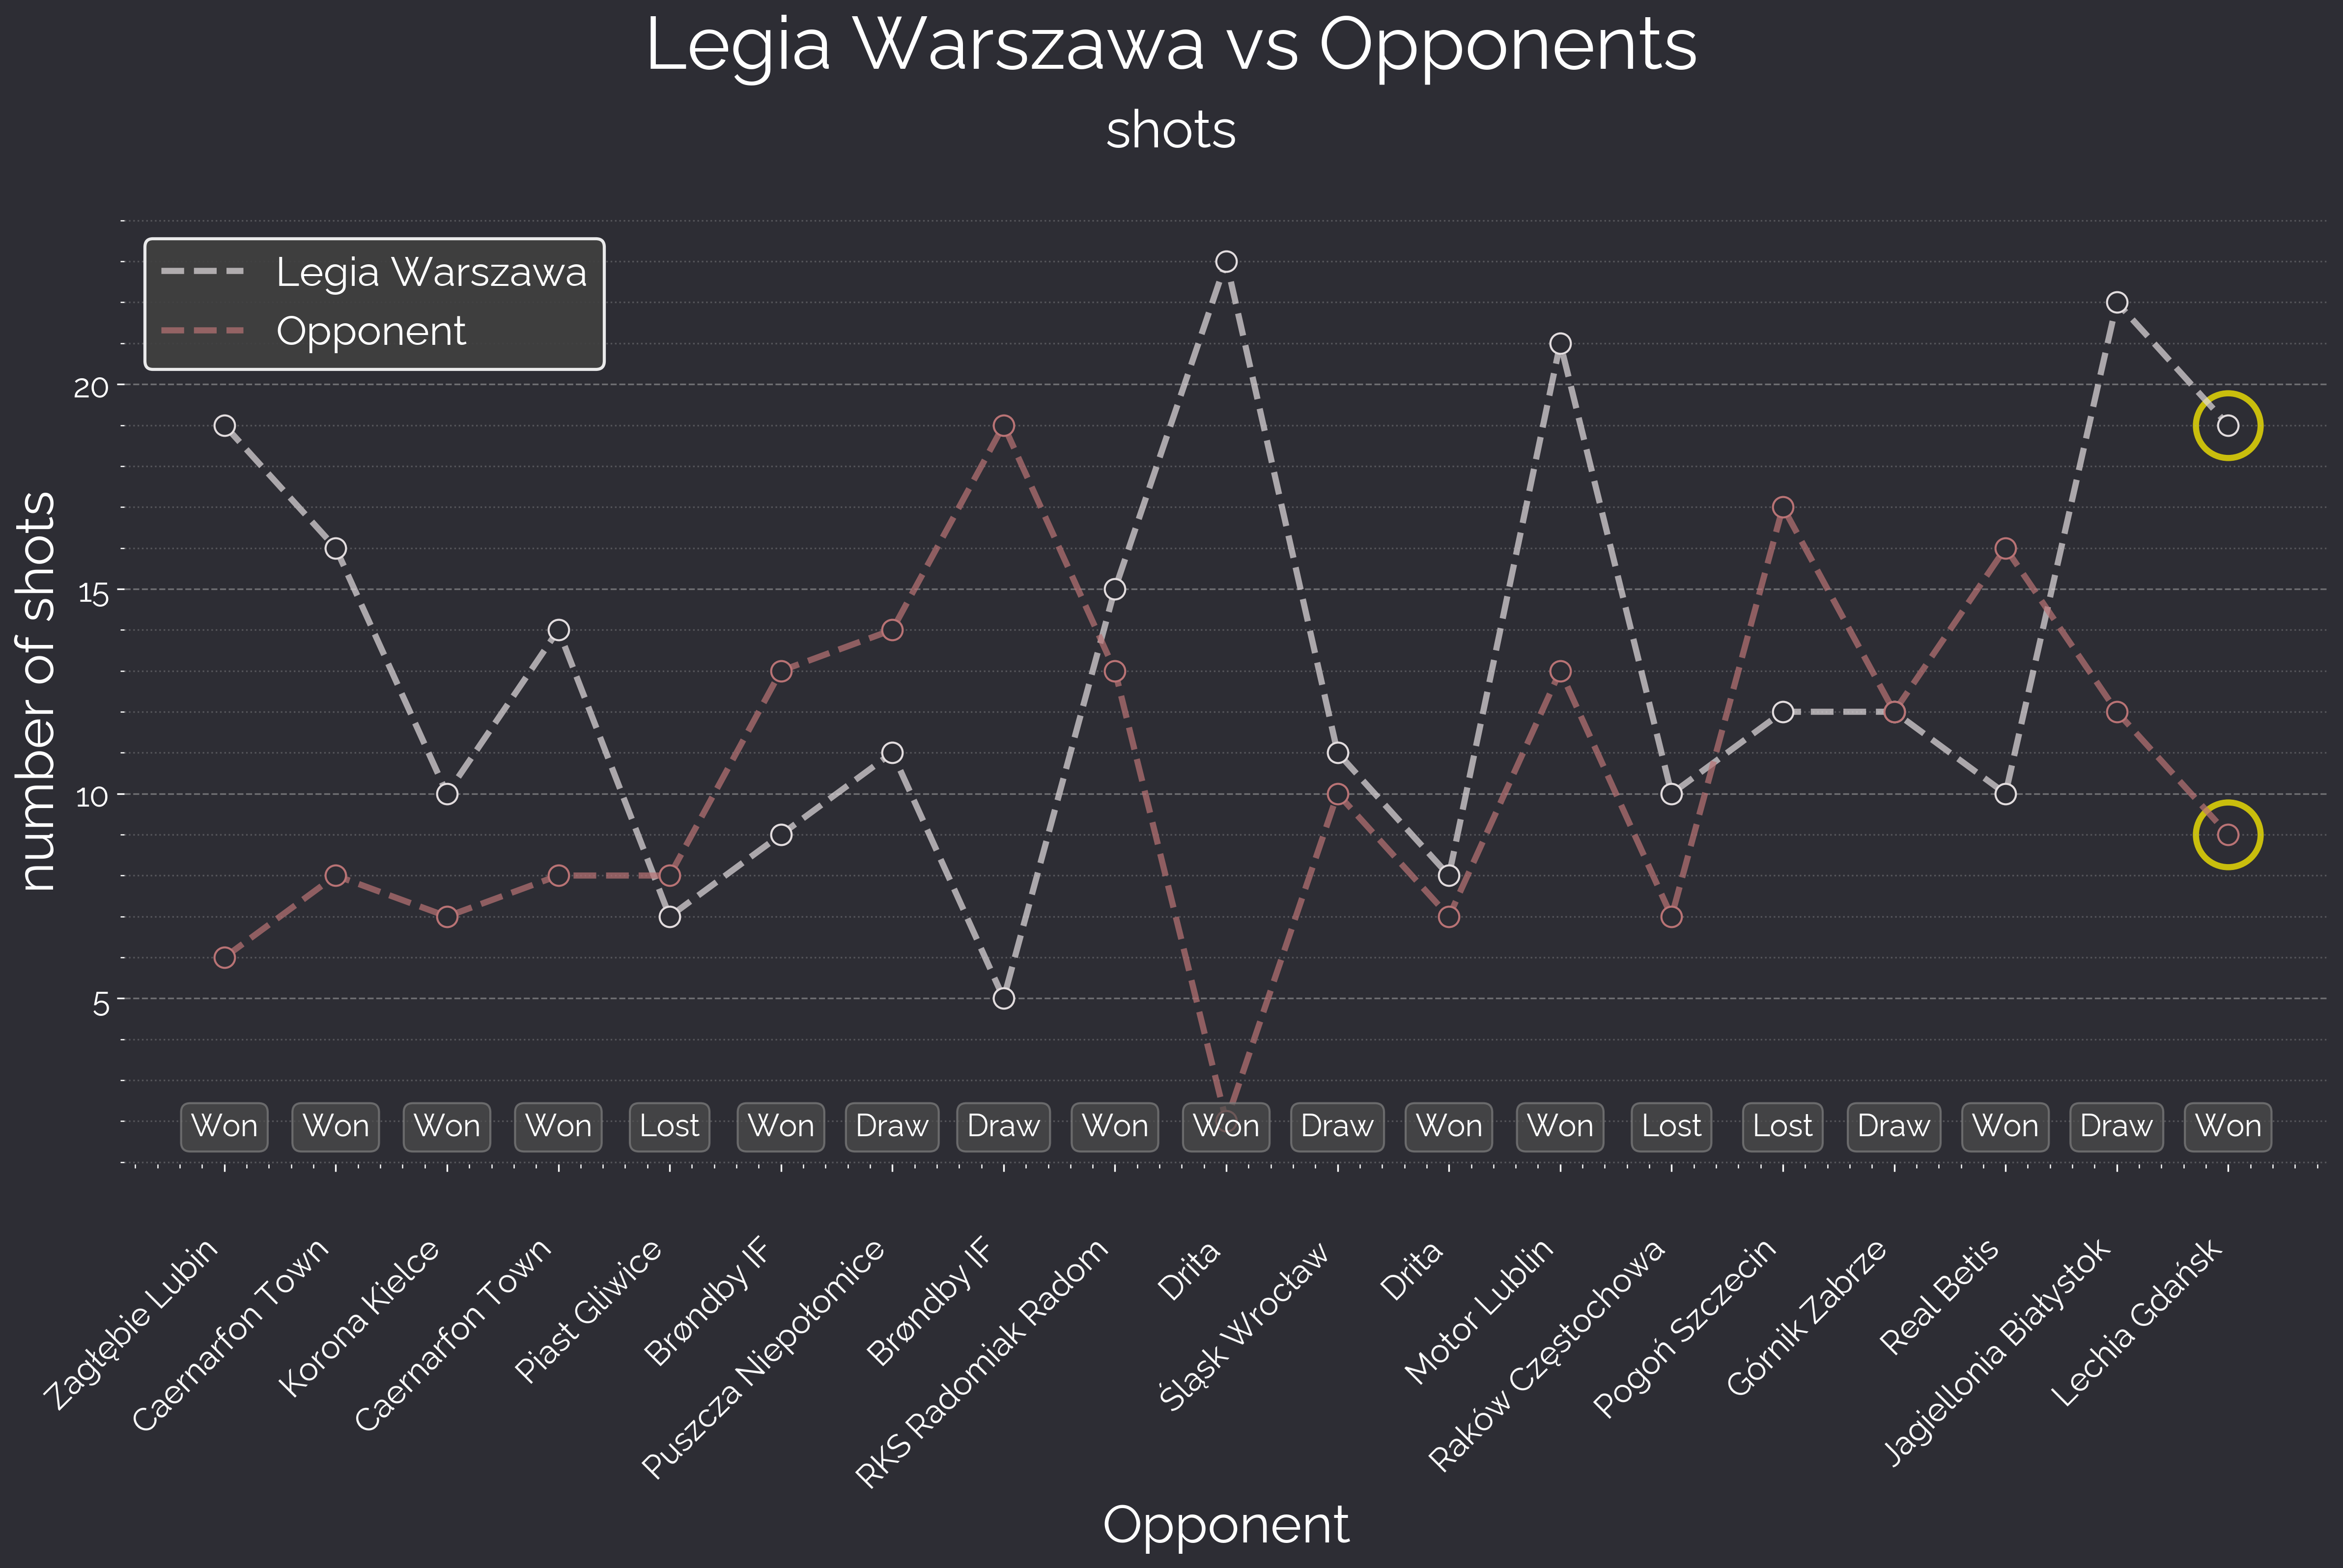 Legia Warszawa vs Opponents
shots
Legia Warszawa
Opponent
number of shots
20
15
10
5
Won Won Won Won Lost Won Draw Draw Won Won Draw Won Won Lost Lost Draw Won Draw Won
Zagłębie Lubin
Caernarfon Town
Korona Kielce
Caernarfon Town
Piast Gliwice
Brøndby IF
Puszcza Niepołomice
Brøndby IF
RKS Radomiak Radom
Drita
Śląsk Wrocław
Drita
Motor Lublin
Raków Częstochowa
Pogoń Szczecin
Górnik Zabrze
Real Betis
Jagiellonia Białystok
Lechia Gdańsk
Opponent